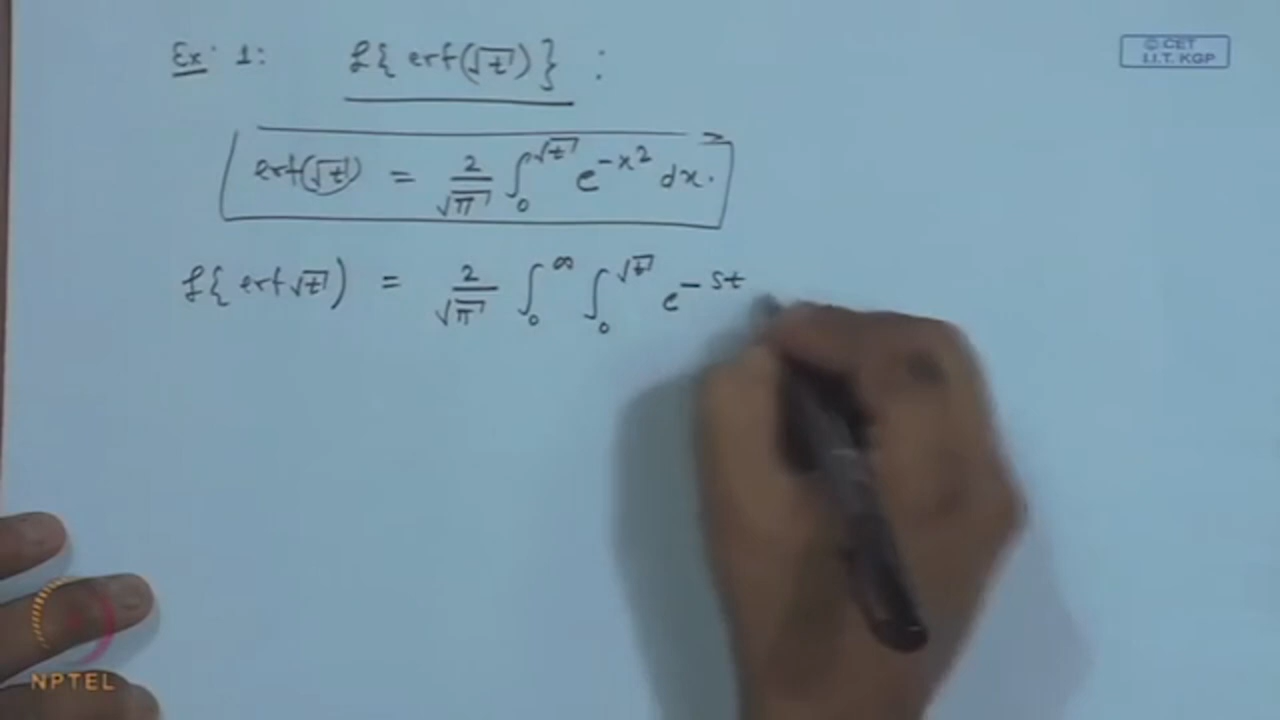 Ex: 1: L{ erf(√t) } :
© CET
I.I.T. KGP
erf(√t) = 2/√π ∫₀^√t e^{-x²} dx.
L{ erf √t ) = 2/√π ∫₀^∞ ∫₀^√t e^{-st}
NPTEL